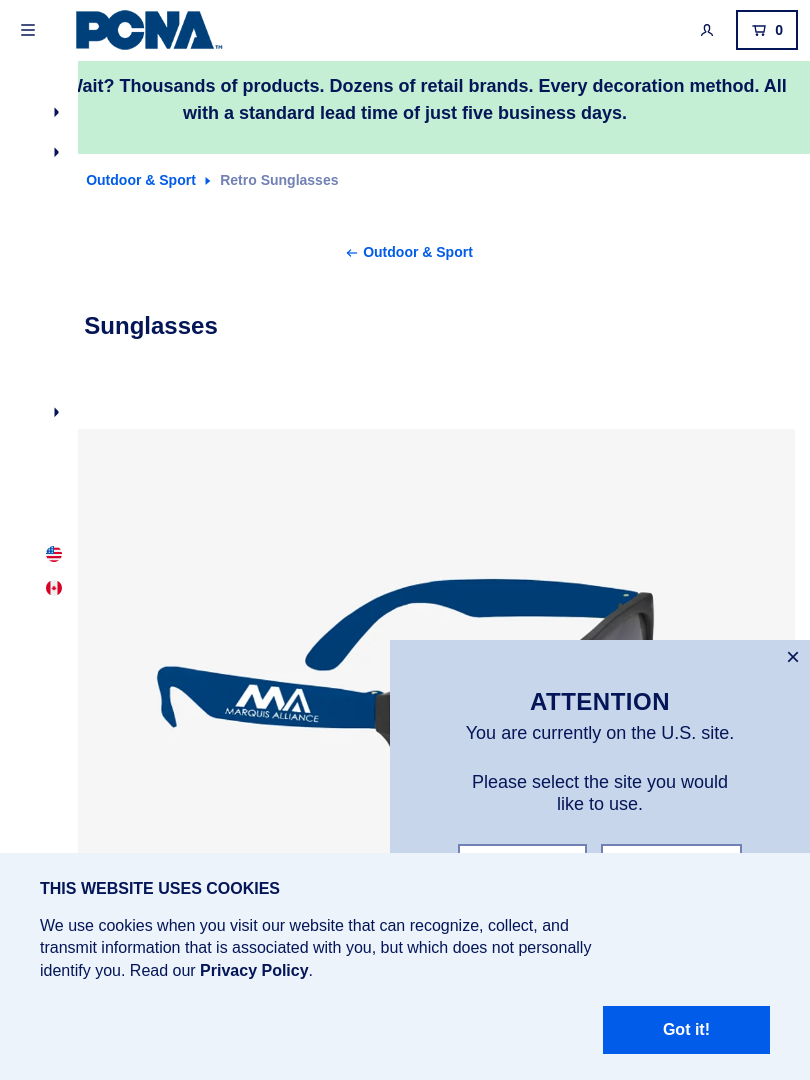 PCNA™
0
Wait? Thousands of products. Dozens of retail brands. Every decoration method. All
with a standard lead time of just five business days.
Outdoor & Sport
Retro Sunglasses
Outdoor & Sport
Sunglasses
MA
MARQUIS ALLIANCE
ATTENTION
You are currently on the U.S. site.
Please select the site you would
like to use.
THIS WEBSITE USES COOKIES
We use cookies when you visit our website that can recognize, collect, and
transmit information that is associated with you, but which does not personally
identify you. Read our Privacy Policy.
Got it!